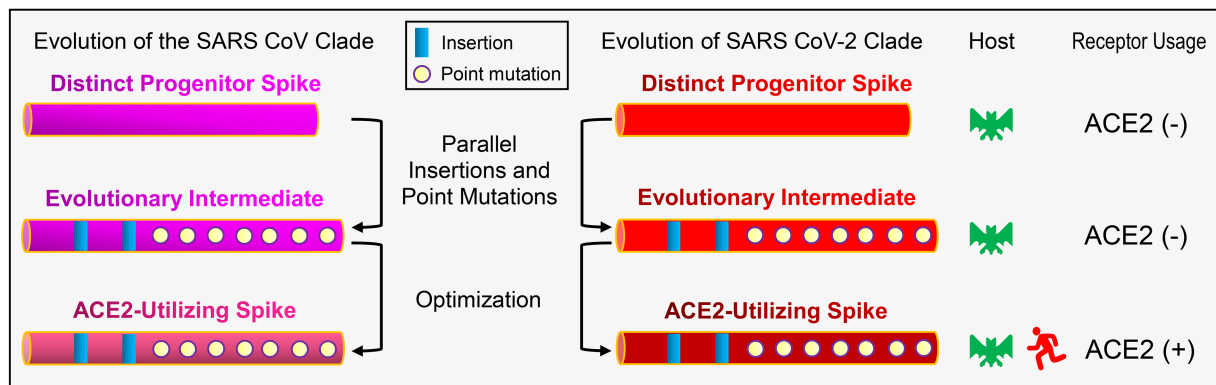 Evolution of the SARS CoV Clade
Insertion
Point mutation
Evolution of SARS CoV-2 Clade
Host
Receptor Usage
Distinct Progenitor Spike
Distinct Progenitor Spike
ACE2 (-)
Parallel
Insertions and
Point Mutations
Evolutionary Intermediate
Evolutionary Intermediate
ACE2 (-)
Optimization
ACE2-Utilizing Spike
ACE2-Utilizing Spike
ACE2 (+)